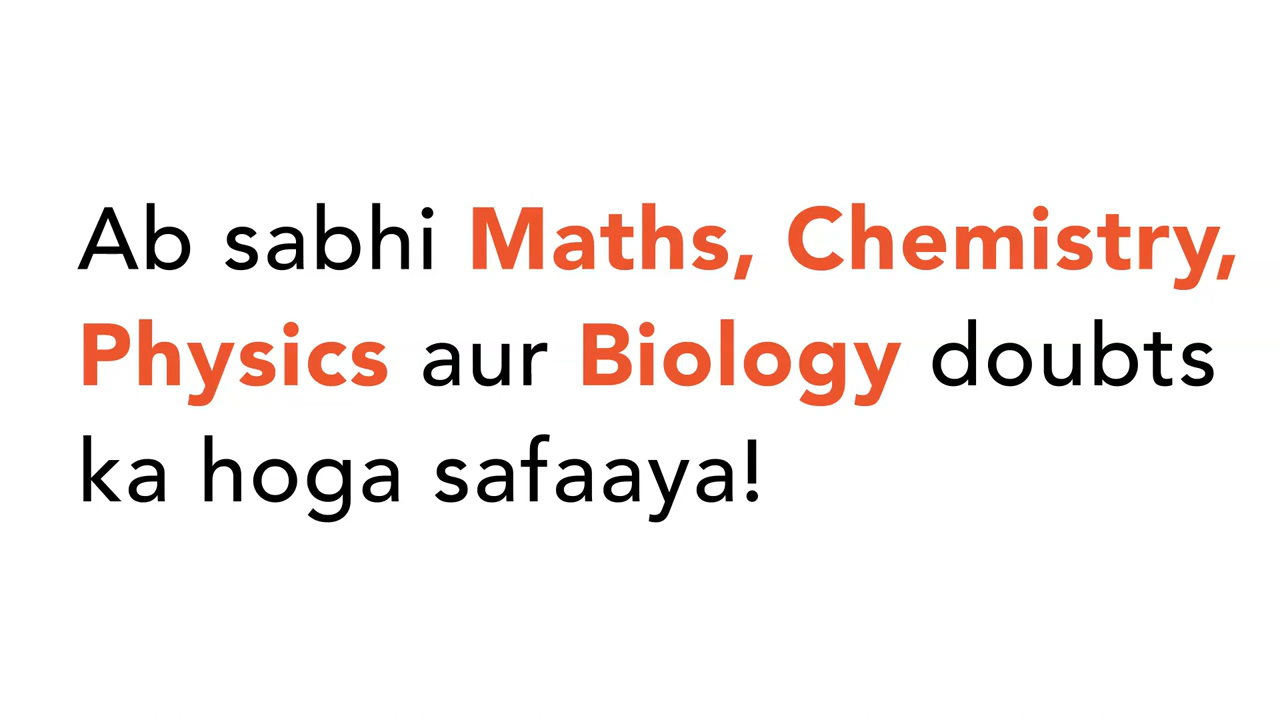 Ab sabhi Maths, Chemistry,
Physics aur Biology doubts
ka hoga safaaya!